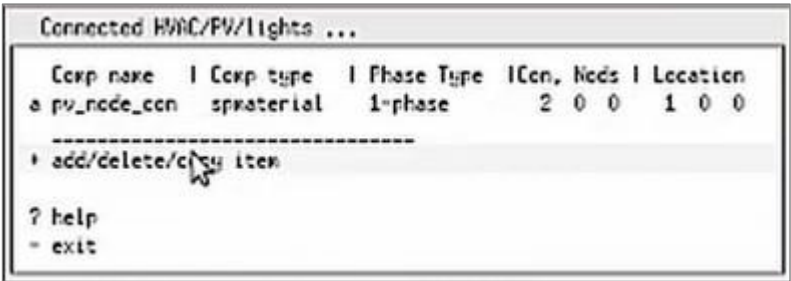 Connected HVAC/PV/lights ...
Comp name | Comp type | Phase Type |Con. Nods | Location
a pv_node_con spmaterial 1-phase 2 0 0 1 0 0
--------------------------------
+ add/delete/copy item
? help
- exit